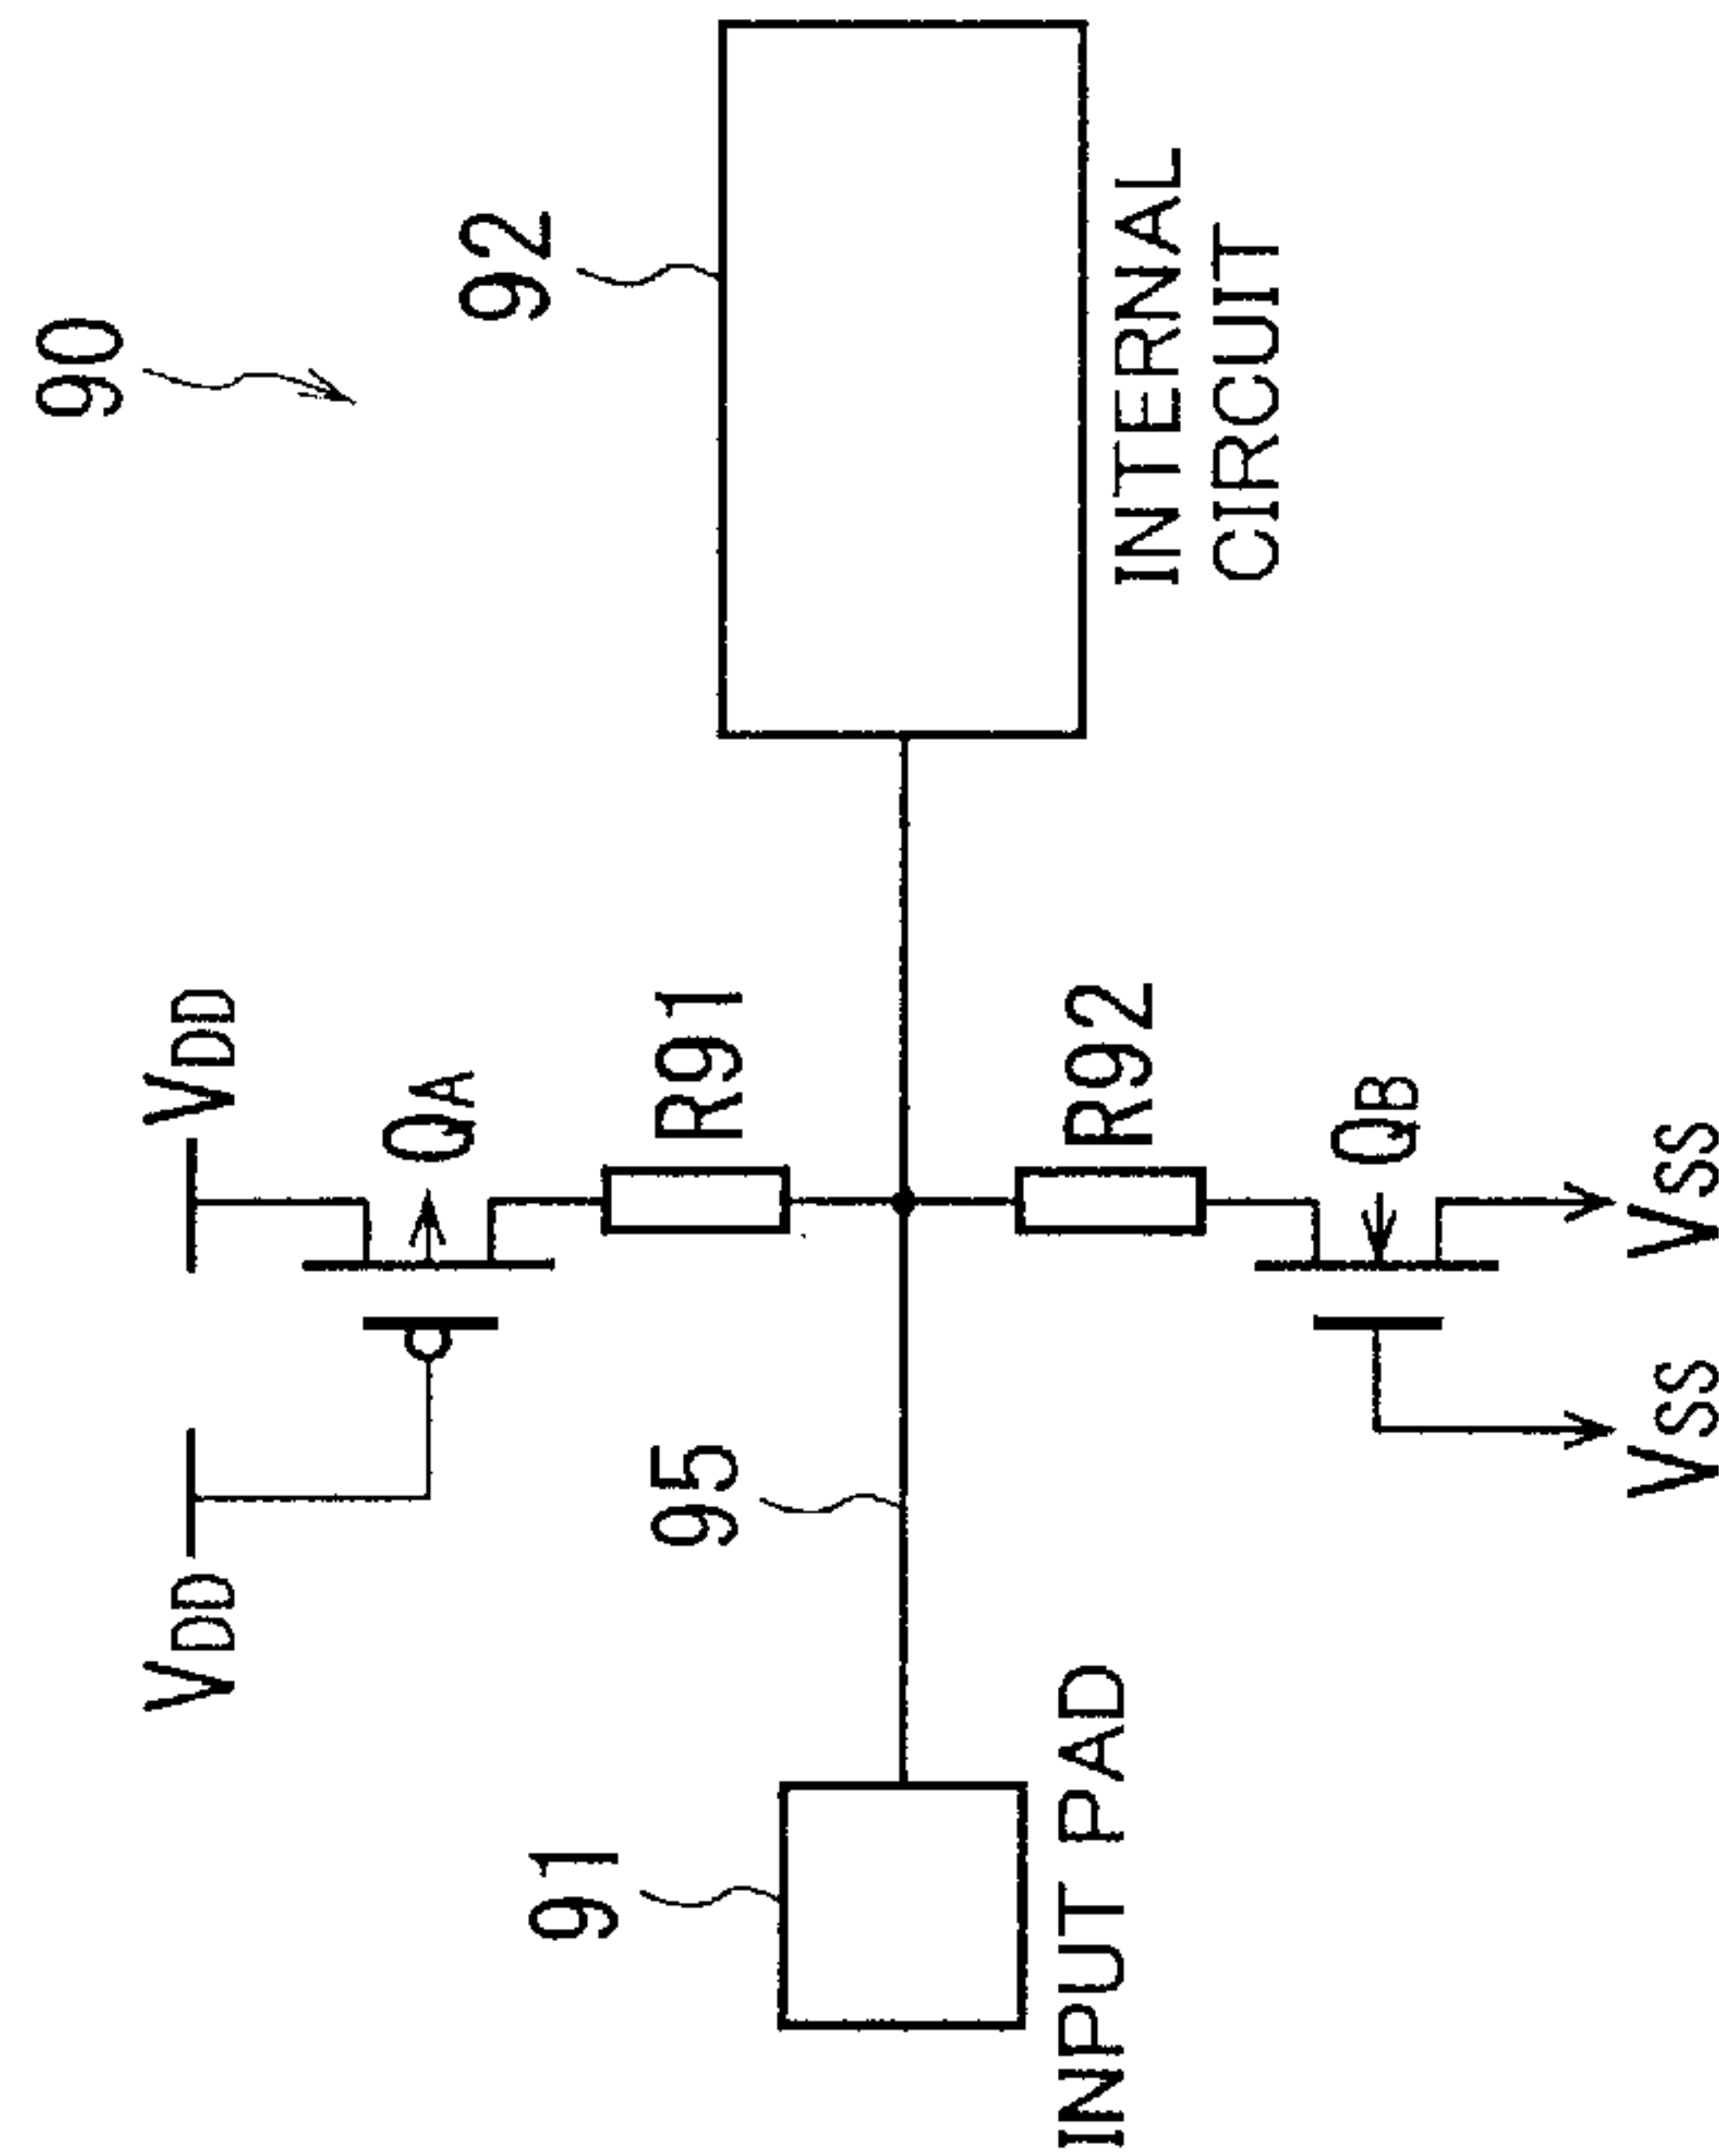 90
92
INTERNAL
CIRCUIT
VDD
QA
R91
R92
QB
VSS
VDD
95
VSS
91
INPUT PAD